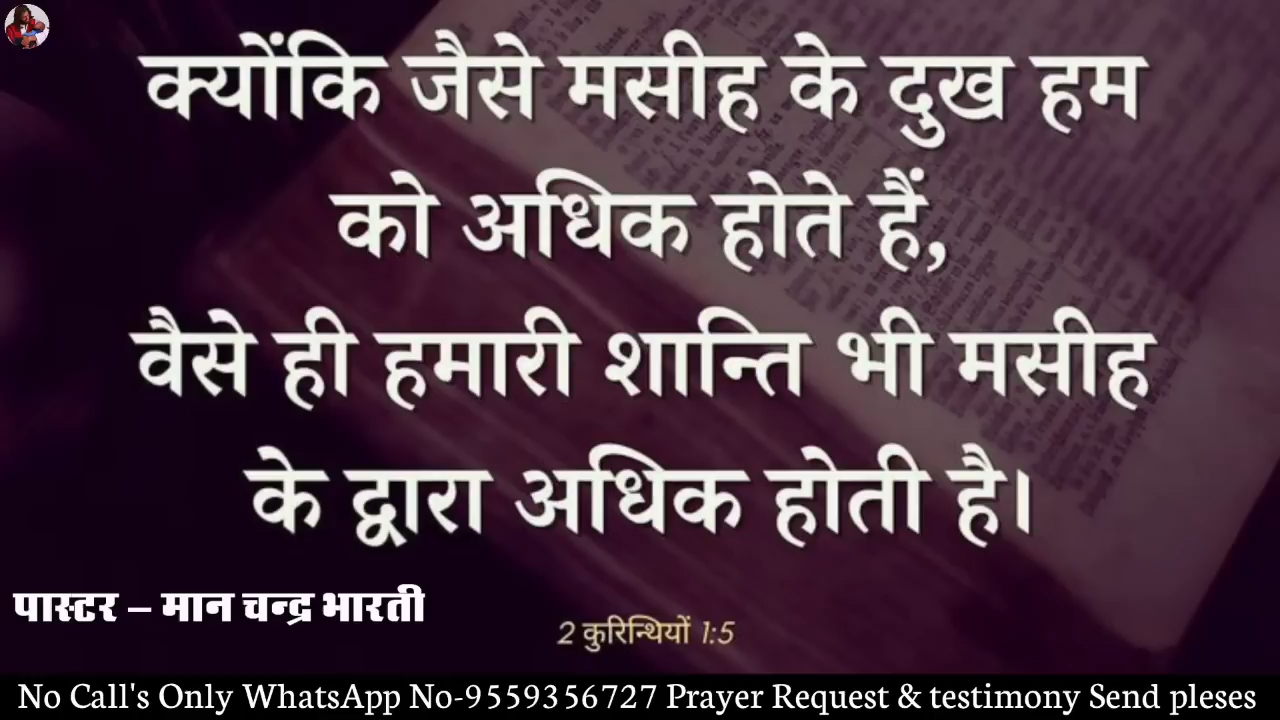 क्योंकि जैसे मसीह के दुख हम
को अधिक होते हैं,
वैसे ही हमारी शान्ति भी मसीह
के द्वारा अधिक होती है।
पास्टर – मान चन्द्र भारती
2 कुरिन्थियों 1:5
No Call's Only WhatsApp No-9559356727 Prayer Request & testimony Send pleses